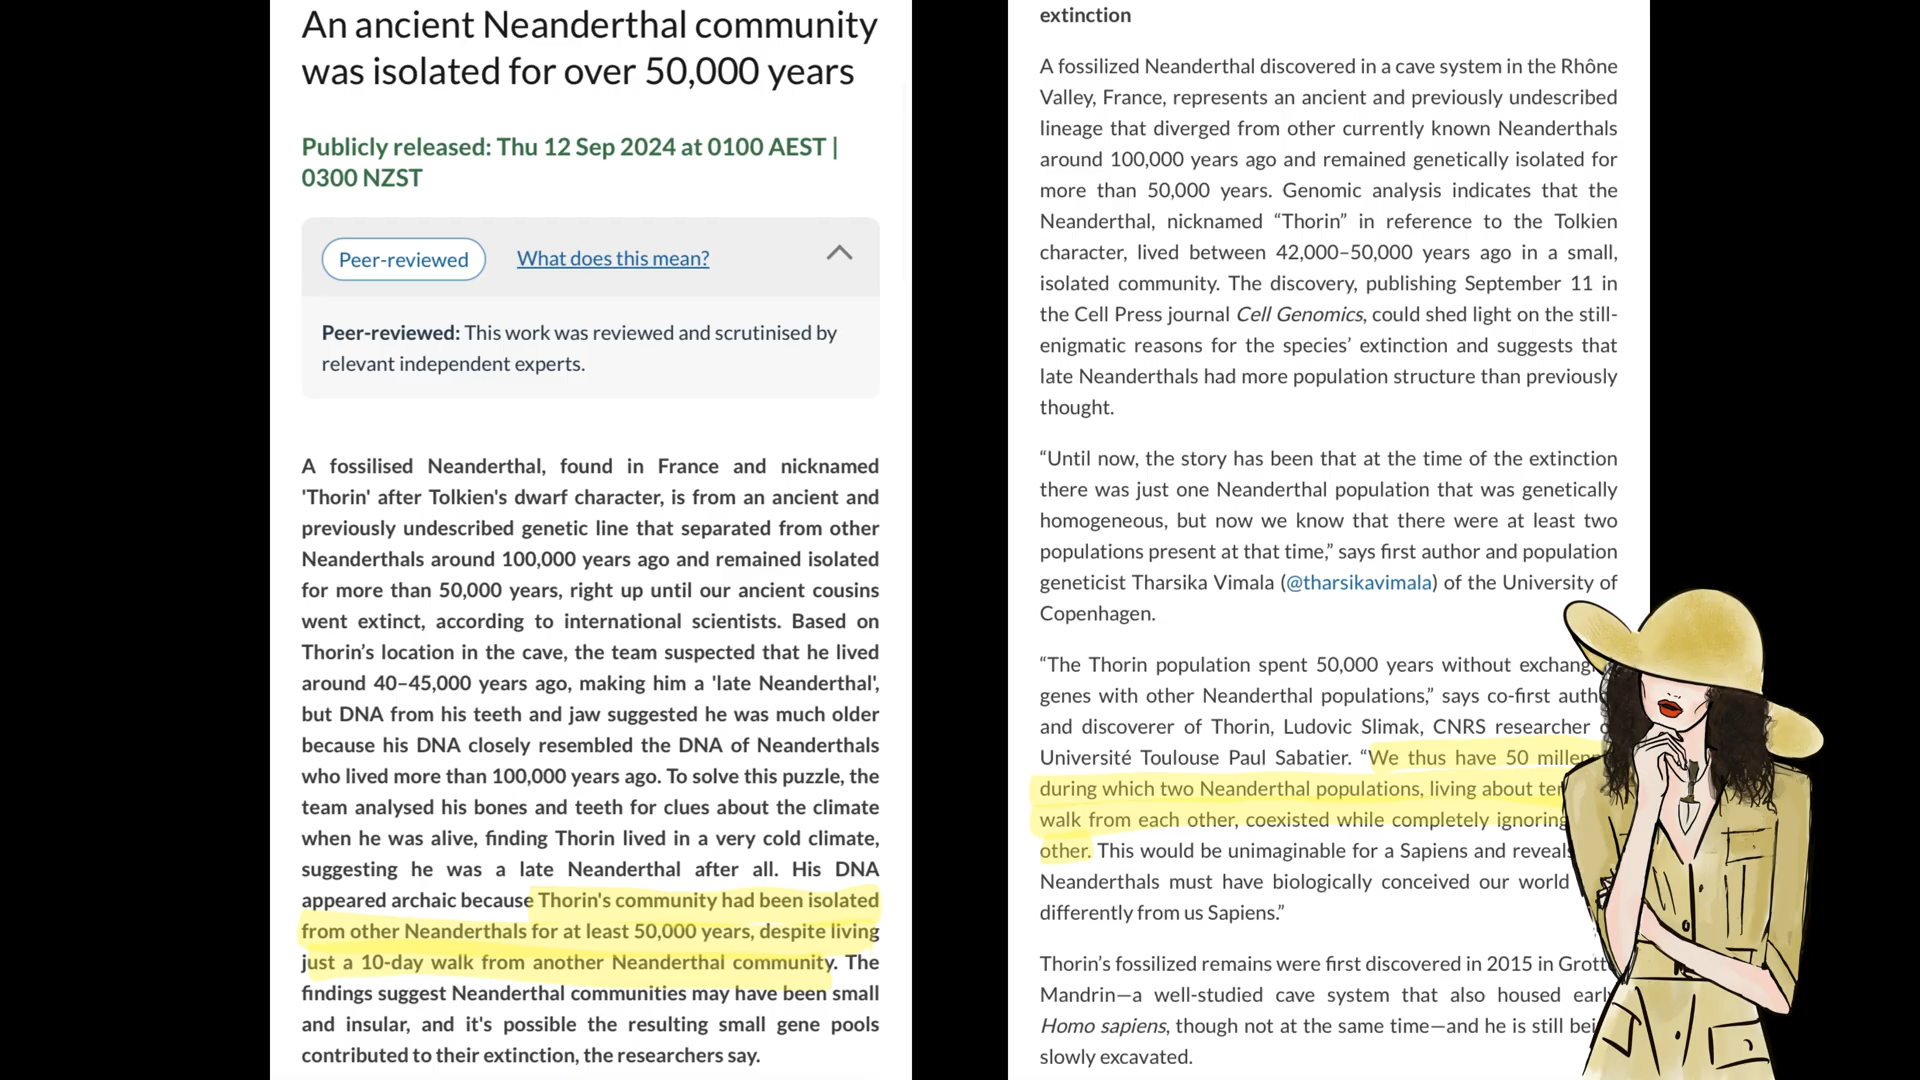 An ancient Neanderthal community
was isolated for over 50,000 years
Publicly released: Thu 12 Sep 2024 at 0100 AEST |
0300 NZST
Peer-reviewed What does this mean?
Peer-reviewed: This work was reviewed and scrutinised by
relevant independent experts.
A fossilised Neanderthal, found in France and nicknamed
'Thorin' after Tolkien's dwarf character, is from an ancient and
previously undescribed genetic line that separated from other
Neanderthals around 100,000 years ago and remained isolated
for more than 50,000 years, right up until our ancient cousins
went extinct, according to international scientists. Based on
Thorin’s location in the cave, the team suspected that he lived
around 40–45,000 years ago, making him a 'late Neanderthal',
but DNA from his teeth and jaw suggested he was much older
because his DNA closely resembled the DNA of Neanderthals
who lived more than 100,000 years ago. To solve this puzzle, the
team analysed his bones and teeth for clues about the climate
when he was alive, finding Thorin lived in a very cold climate,
suggesting he was a late Neanderthal after all. His DNA
appeared archaic because Thorin's community had been isolated
from other Neanderthals for at least 50,000 years, despite living
just a 10-day walk from another Neanderthal community. The
findings suggest Neanderthal communities may have been small
and insular, and it's possible the resulting small gene pools
contributed to their extinction, the researchers say.
extinction
A fossilized Neanderthal discovered in a cave system in the Rhône
Valley, France, represents an ancient and previously undescribed
lineage that diverged from other currently known Neanderthals
around 100,000 years ago and remained genetically isolated for
more than 50,000 years. Genomic analysis indicates that the
Neanderthal, nicknamed “Thorin” in reference to the Tolkien
character, lived between 42,000–50,000 years ago in a small,
isolated community. The discovery, publishing September 11 in
the Cell Press journal Cell Genomics, could shed light on the still-
enigmatic reasons for the species’ extinction and suggests that
late Neanderthals had more population structure than previously
thought.
“Until now, the story has been that at the time of the extinction
there was just one Neanderthal population that was genetically
homogeneous, but now we know that there were at least two
populations present at that time,” says first author and population
geneticist Tharsika Vimala (@tharsikavimala) of the University of
Copenhagen.
“The Thorin population spent 50,000 years without
genes with other Neanderthal populations,” says co-first
and discoverer of Thorin, Ludovic Slimak, CNRS researcher
Université Toulouse Paul Sabatier. “We thus have 50
during which two Neanderthal populations, living about
walk from each other, coexisted while completely ignoring
other. This would be unimaginable for a Sapiens and
Neanderthals must have biologically conceived our world
differently from us Sapiens.”
Thorin’s fossilized remains were first discovered in 2015 in
Mandrin—a well-studied cave system that also housed
Homo sapiens, though not at the same time—and he is still
slowly excavated.